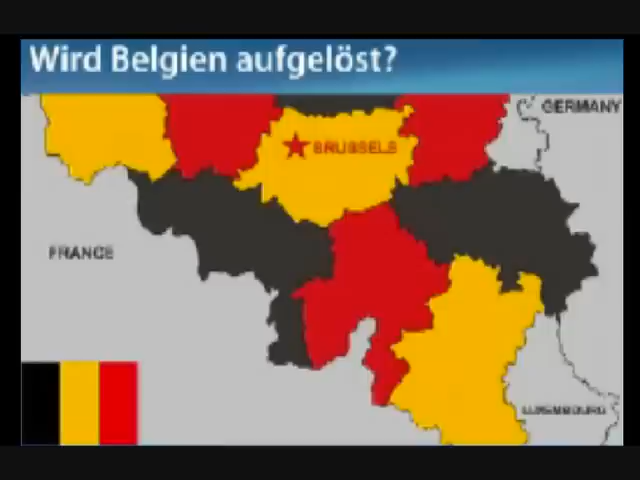 Wird Belgien aufgelöst?
GERMANY
BRUSSELS
FRANCE
LUXEMBOURG